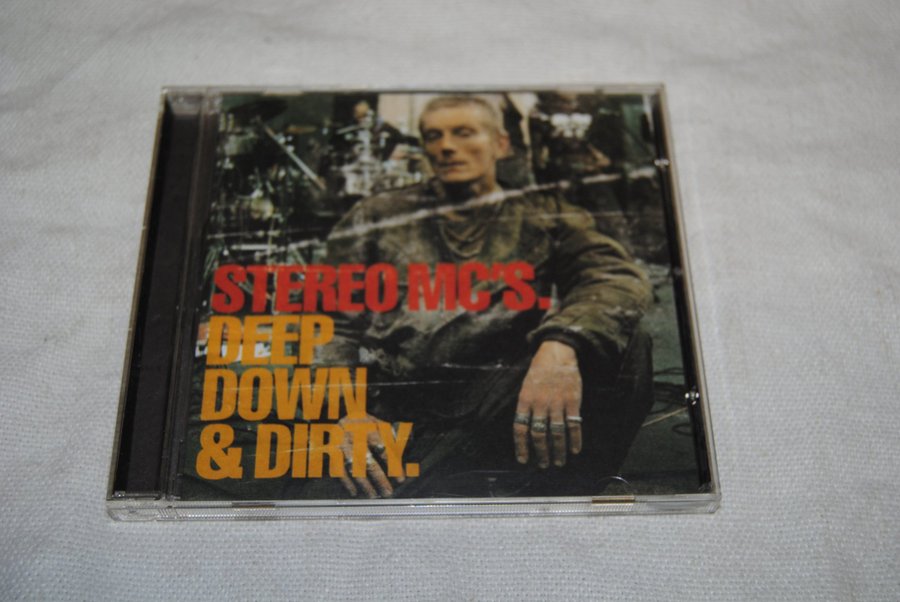 STEREO MC'S.
DEEP
DOWN
& DIRTY.